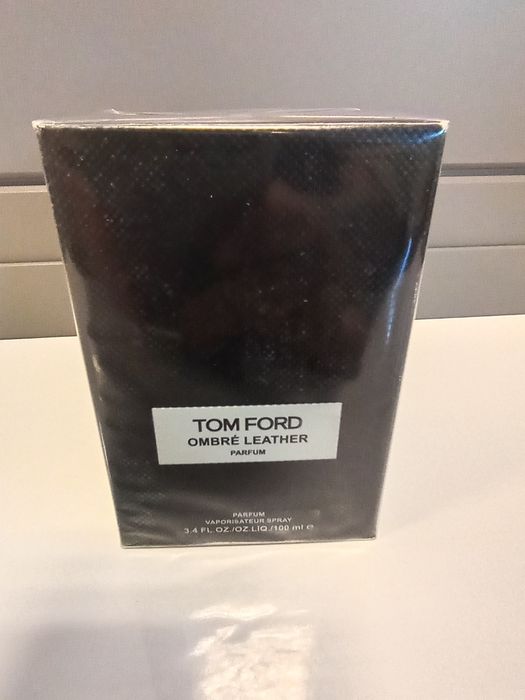 TOM FORD
OMBRÉ LEATHER
PARFUM
PARFUM
VAPORISATEUR SPRAY
3.4 FL OZ./OZ.LIQ./100 ml ℮